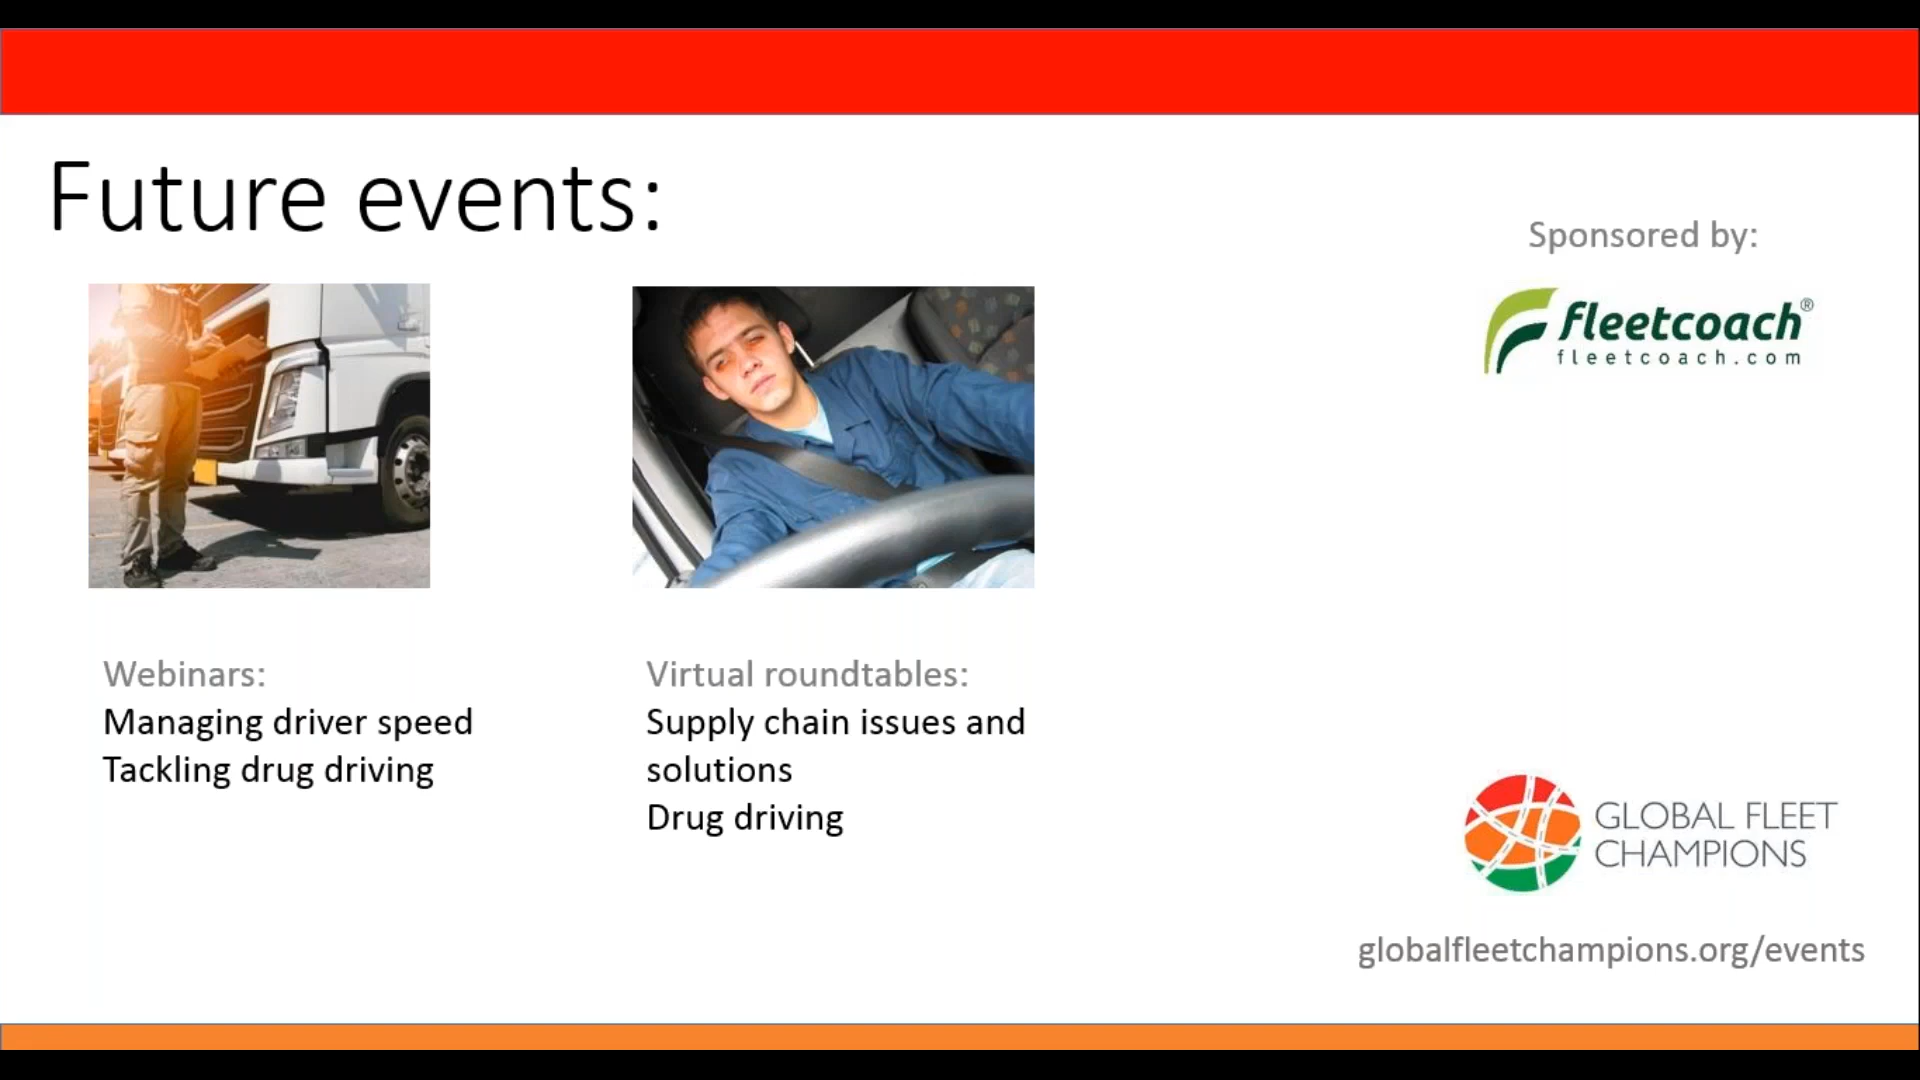 Future events:
Sponsored by:
fleetcoach®
fleetcoach.com
Webinars:
Managing driver speed
Tackling drug driving
Virtual roundtables:
Supply chain issues and
solutions
Drug driving
GLOBAL FLEET
CHAMPIONS
globalfleetchampions.org/events